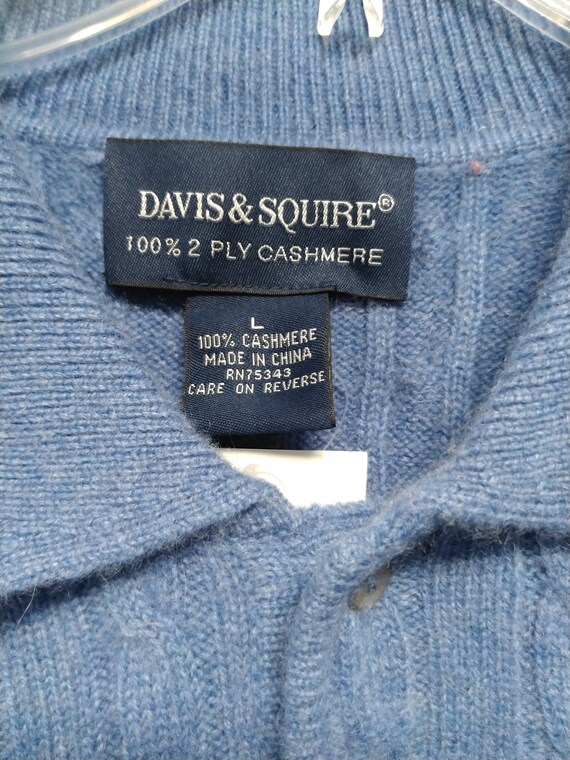 DAVIS & SQUIRE®
100% 2 PLY CASHMERE
L
100% CASHMERE
MADE IN CHINA
RN75343
CARE ON REVERSE